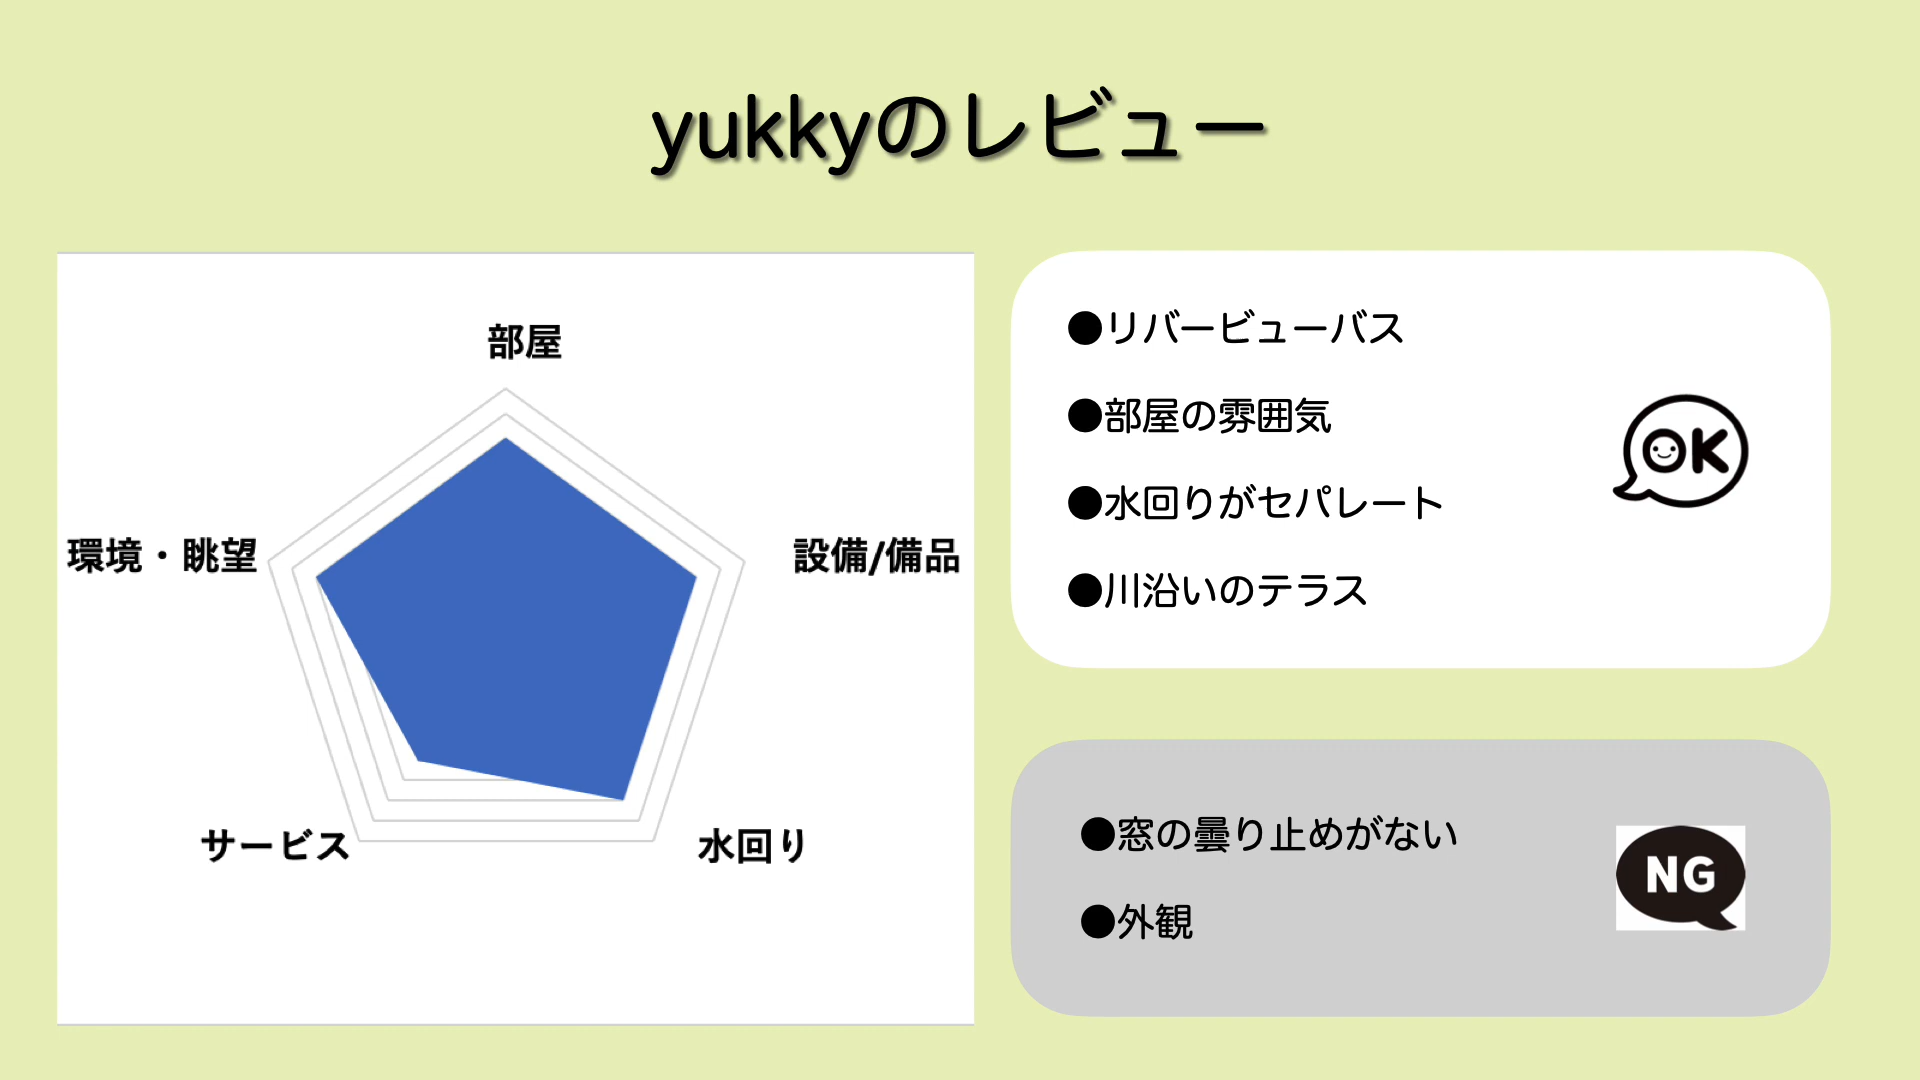 yukkyのレビュー
部屋
環境・眺望
設備/備品
サービス
水回り
●リバービューバス
●部屋の雰囲気
●水回りがセパレート
●川沿いのテラス
OK
●窓の曇り止めがない
●外観
NG